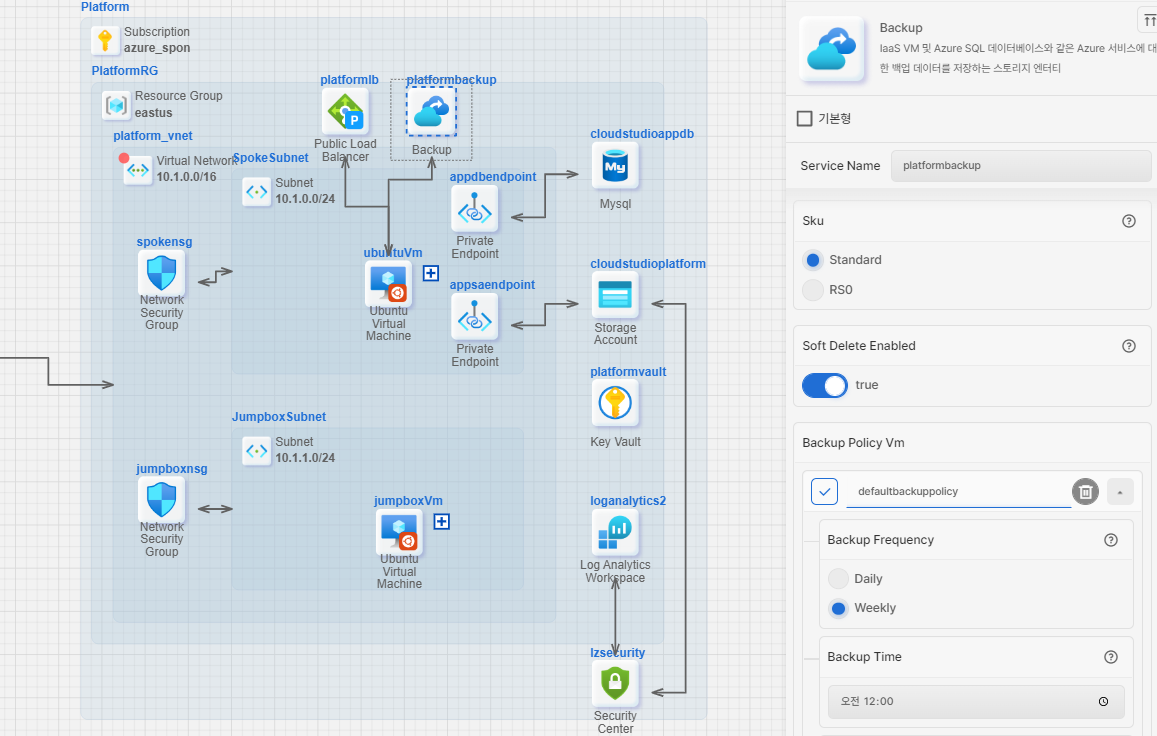 Platform
Subscription
azure_spon
PlatformRG
Resource Group
eastus
platformlb
Public Load
Balancer
platformbackup
Backup
platform_vnet
Virtual Network
10.1.0.0/16
SpokeSubnet
Subnet
10.1.0.0/24
cloudstudioappdb
My
Mysql
appdbendpoint
Private
Endpoint
spokensg
Network
Security
Group
ubuntuVm
Ubuntu
Virtual
Machine
appsaendpoint
Private
Endpoint
cloudstudioplatform
Storage
Account
platformvault
Key Vault
JumpboxSubnet
Subnet
10.1.1.0/24
jumpboxnsg
Network
Security
Group
jumpboxVm
Ubuntu
Virtual
Machine
loganalytics2
Log Analytics
Workspace
lzsecurity
Security
Center
Backup
IaaS VM 및 Azure SQL 데이터베이스와 같은 Azure 서비스에 대
한 백업 데이터를 저장하는 스토리지 엔터티
기본형
Service Name
platformbackup
Sku
Standard
RS0
Soft Delete Enabled
true
Backup Policy Vm
defaultbackuppolicy
Backup Frequency
Daily
Weekly
Backup Time
오전 12:00